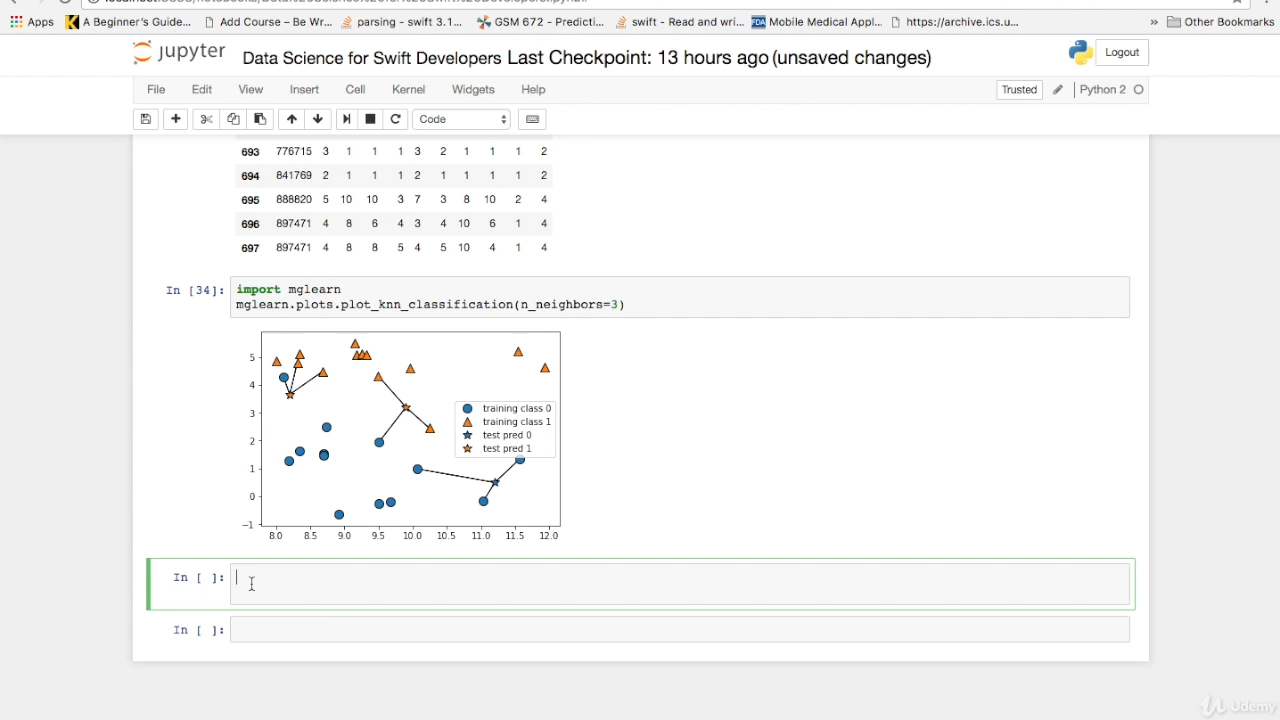 Apps A Beginner's Guide... Add Course – Be Wr... parsing - swift 3.1... GSM 672 - Predicti... swift - Read and wri... FDA Mobile Medical Appl... https://archive.ics.u... » Other Bookmarks
jupyter Data Science for Swift Developers Last Checkpoint: 13 hours ago (unsaved changes) Logout
File Edit View Insert Cell Kernel Widgets Help Trusted Python 2
Code
693 776715 3 1 1 1 3 2 1 1 1 2
694 841769 2 1 1 1 2 1 1 1 1 2
695 888820 5 10 10 3 7 3 8 10 2 4
696 897471 4 8 6 4 3 4 10 6 1 4
697 897471 4 8 8 5 4 5 10 4 1 4
In [34]: import mglearn
mglearn.plots.plot_knn_classification(n_neighbors=3)
5
4
3
2
1
0
−1
training class 0
training class 1
test pred 0
test pred 1
8.0 8.5 9.0 9.5 10.0 10.5 11.0 11.5 12.0
In [ ]:
In [ ]:
Udemy